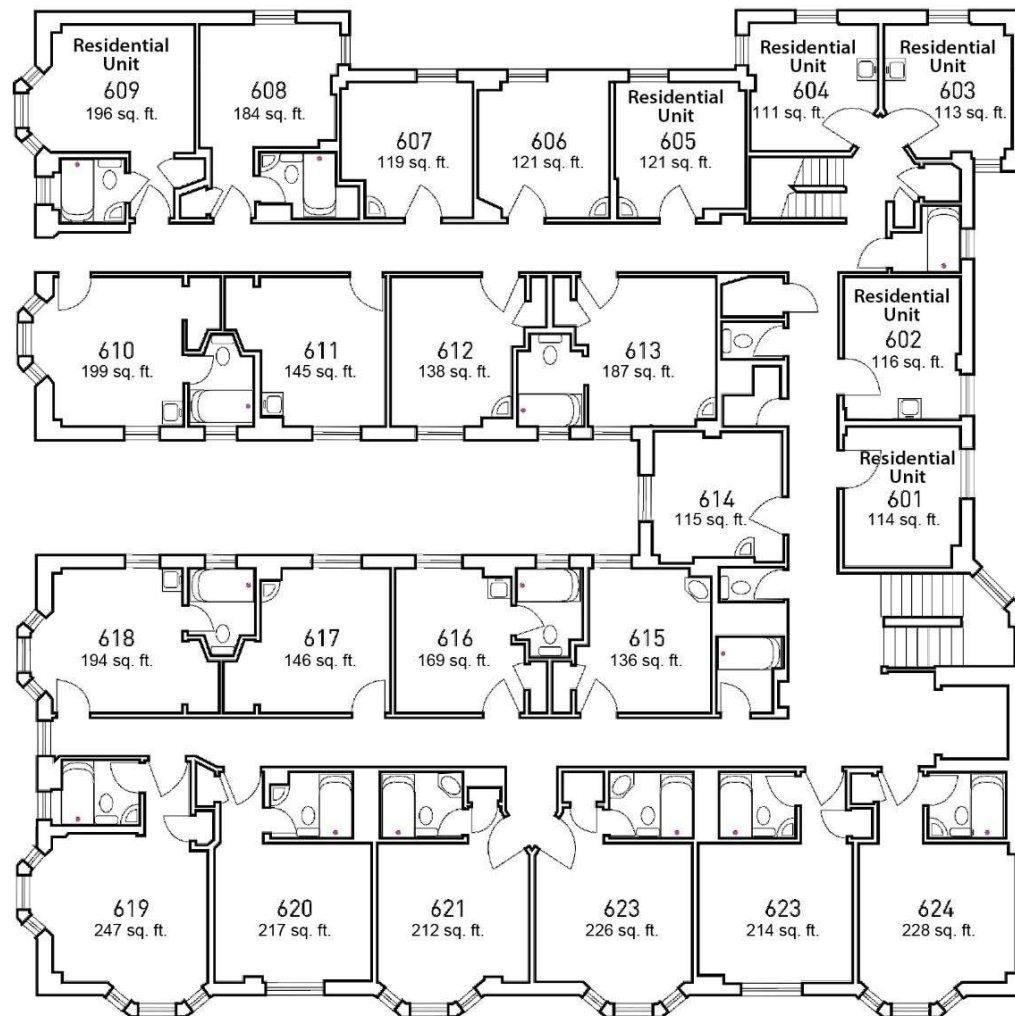 Residential
Unit
609
196 sq. ft.
608
184 sq. ft.
607
119 sq. ft.
606
121 sq. ft.
Residential
Unit
605
121 sq. ft.
Residential
Unit
604
111 sq. ft.
Residential
Unit
603
113 sq. ft.
610
199 sq. ft.
611
145 sq. ft.
612
138 sq. ft.
613
187 sq. ft.
Residential
Unit
602
116 sq. ft.
614
115 sq. ft.
Residential
Unit
601
114 sq. ft.
618
194 sq. ft.
617
146 sq. ft.
616
169 sq. ft.
615
136 sq. ft.
619
247 sq. ft.
620
217 sq. ft.
621
212 sq. ft.
623
226 sq. ft.
623
214 sq. ft.
624
228 sq. ft.